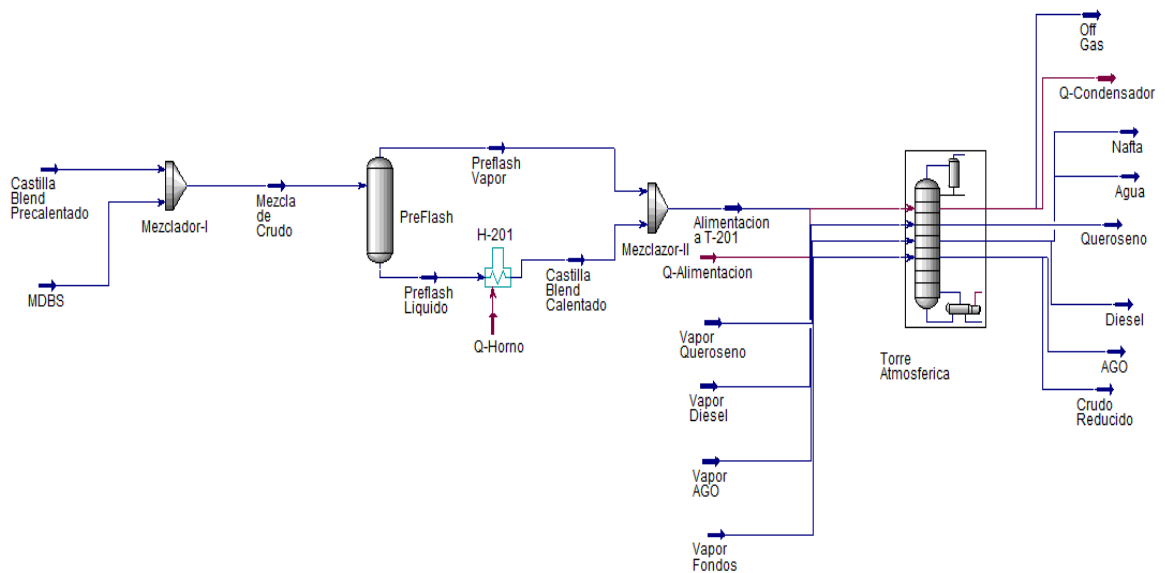 Off
Gas
Q-Condensador
Nafta
Agua
Queroseno
Preflash
Vapor
Castilla
Blend
Precalentado
Mezclador-I
Mezcla
de
Crudo
PreFlash
H-201
Mezclazor-II
Alimentacion
a T-201
Q-Alimentacion
Castilla
Blend
Calentado
Preflash
Liquido
MDBS
Q-Horno
Vapor
Queroseno
Diesel
Torre
Atmosferica
AGO
Vapor
Diesel
Crudo
Reducido
Vapor
AGO
Vapor
Fondos